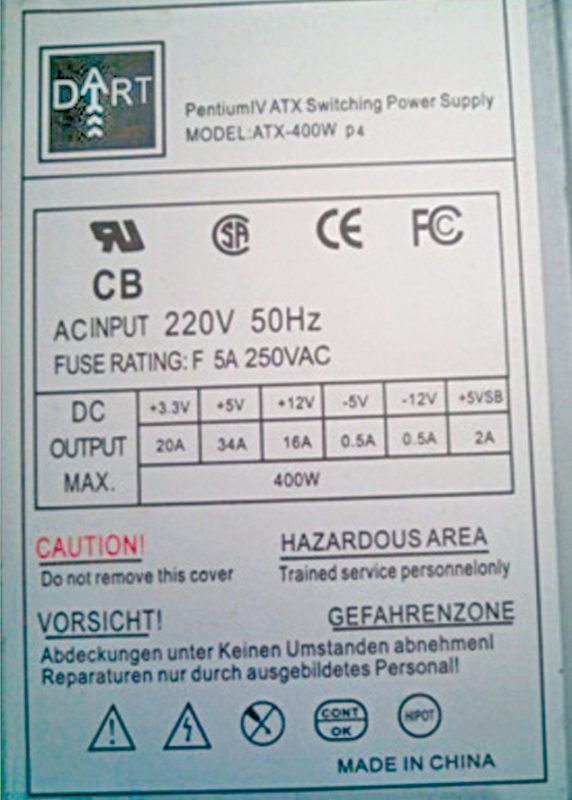 DART
PentiumIV ATX Switching Power Supply
MODEL:ATX-400W P4
CB
AC INPUT 220V 50Hz
FUSE RATING: F 5A 250VAC
DC OUTPUT MAX.
+3.3V +5V +12V -5V -12V +5VSB
20A 34A 16A 0.5A 0.5A 2A
400W
CAUTION!
Do not remove this cover
HAZARDOUS AREA
Trained service personnelonly
VORSICHT!
GEFAHRENZONE
Abdeckungen unter Keinen Umstanden abnehmenl
Reparaturen nur durch ausgebildetes Personal!
CONT OK
HIPOT
MADE IN CHINA